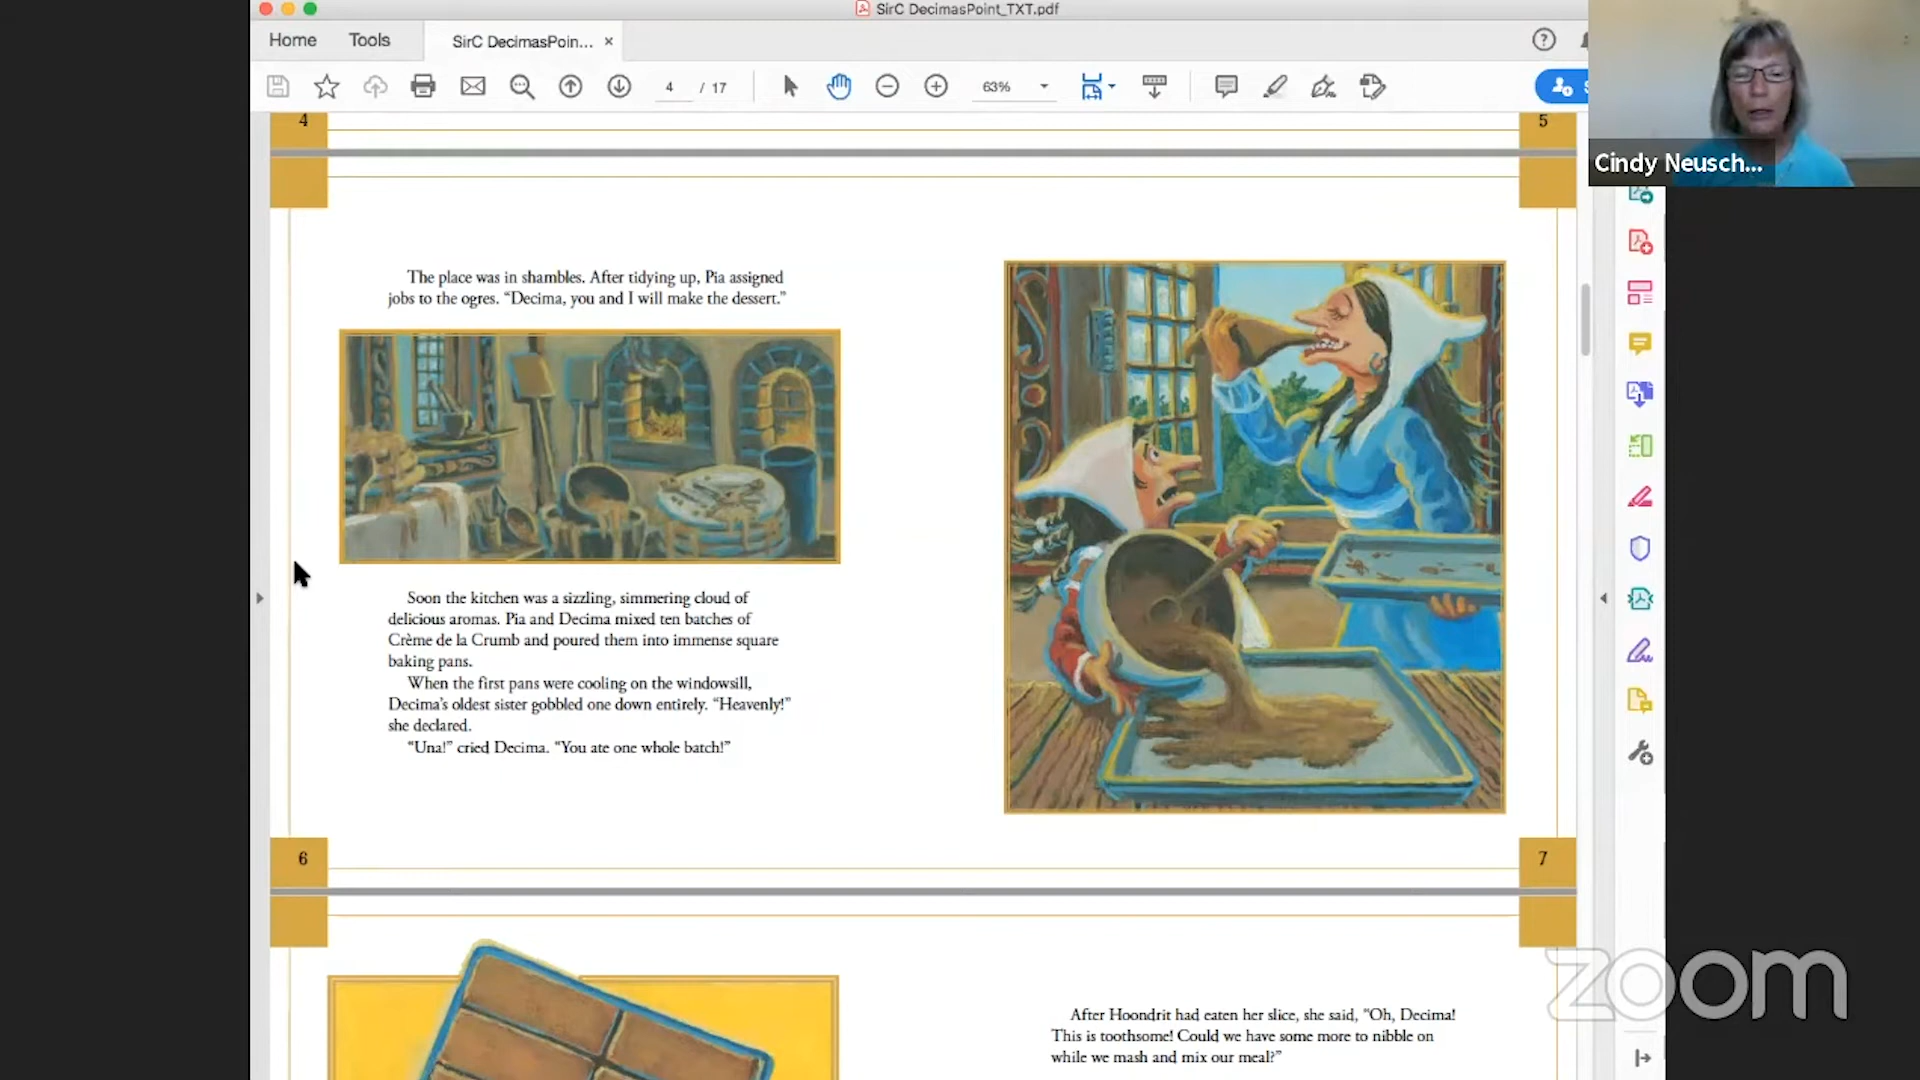 SirC DecimasPoint_TXT.pdf
Home
Tools
SirC DecimasPoin... ×
4 / 17
63%
Cindy Neusch...
4
5
The place was in shambles. After tidying up, Pia assigned
jobs to the ogres. “Decima, you and I will make the dessert.”
Soon the kitchen was a sizzling, simmering cloud of
delicious aromas. Pia and Decima mixed ten batches of
Crème de la Crumb and poured them into immense square
baking pans.
When the first pans were cooling on the windowsill,
Decima’s oldest sister gobbled one down entirely. “Heavenly!”
she declared.
“Una!” cried Decima. “You ate one whole batch!”
6
7
After Hoondrit had eaten her slice, she said, “Oh, Decima!
This is toothsome! Could we have some more to nibble on
while we mash and mix our meal?”
zoom